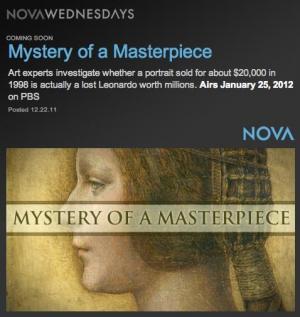 NOVAWEDNESDAYS
COMING SOON
Mystery of a Masterpiece
Art experts investigate whether a portrait sold for about $20,000 in
1998 is actually a lost Leonardo worth millions. Airs January 25, 2012
on PBS
Posted 12.22.11
NOVA
MYSTERY OF A MASTERPIECE